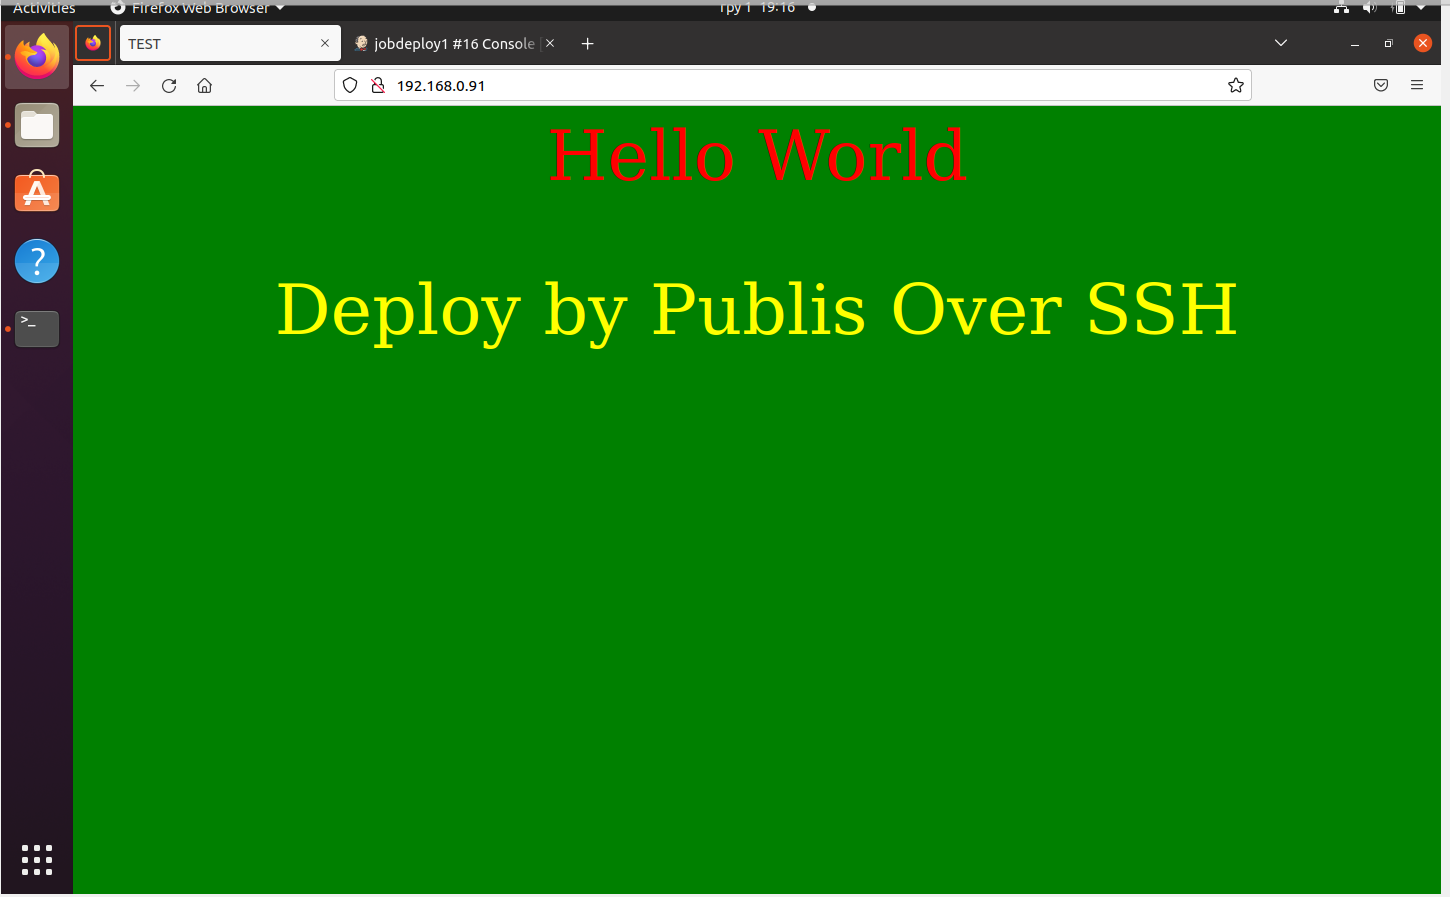 Activities Firefox Web Browser гру 1 19:16
TEST jobdeploy1 #16 Console [
192.168.0.91
Hello World
Deploy by Publis Over SSH